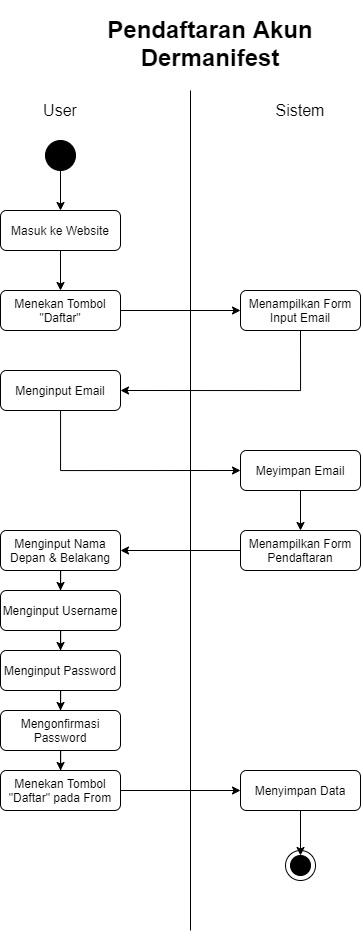 Pendaftaran Akun
Dermanifest
User
Sistem
Masuk ke Website
Menekan Tombol
"Daftar"
Menampilkan Form
Input Email
Menginput Email
Meyimpan Email
Menampilkan Form
Pendaftaran
Menginput Nama
Depan & Belakang
Menginput Username
Menginput Password
Mengonfirmasi
Password
Menekan Tombol
"Daftar" pada From
Menyimpan Data